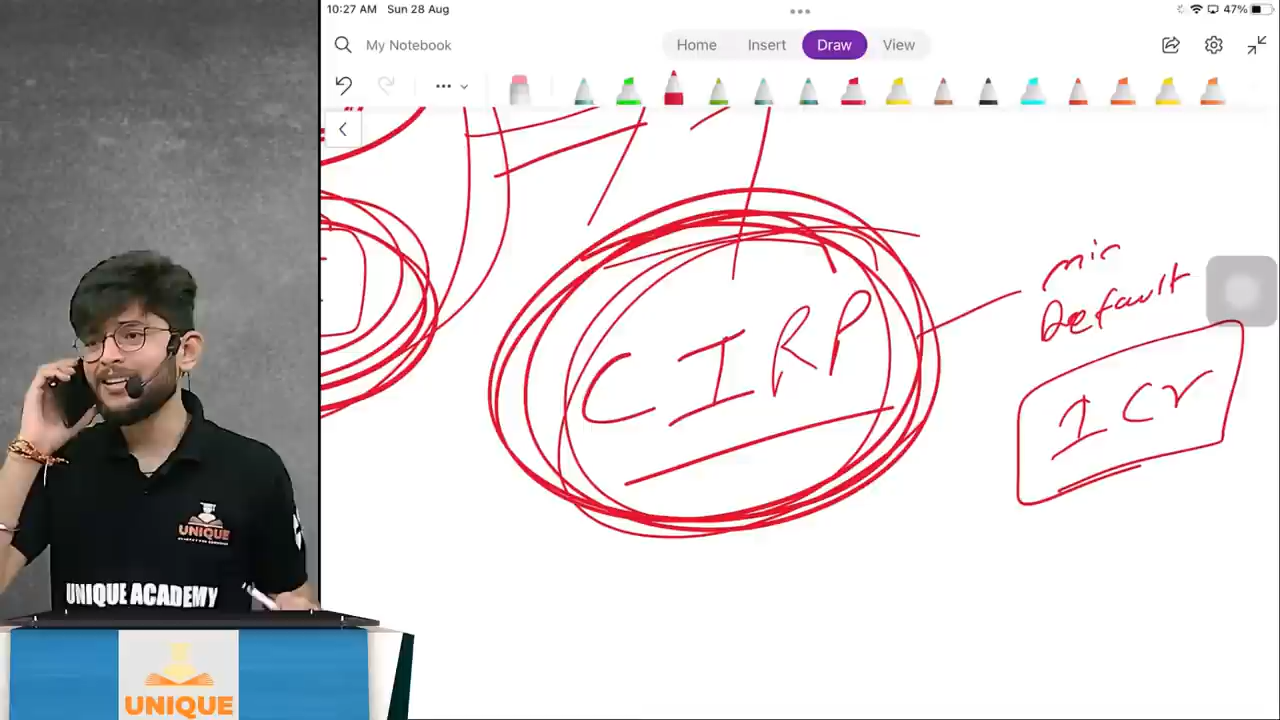 10:27 AM Sun 28 Aug
47%
My Notebook
Home Insert Draw View
min
Default
CIRP
1 Cr
UNIQUE
UNIQUE ACADEMY
UNIQUE